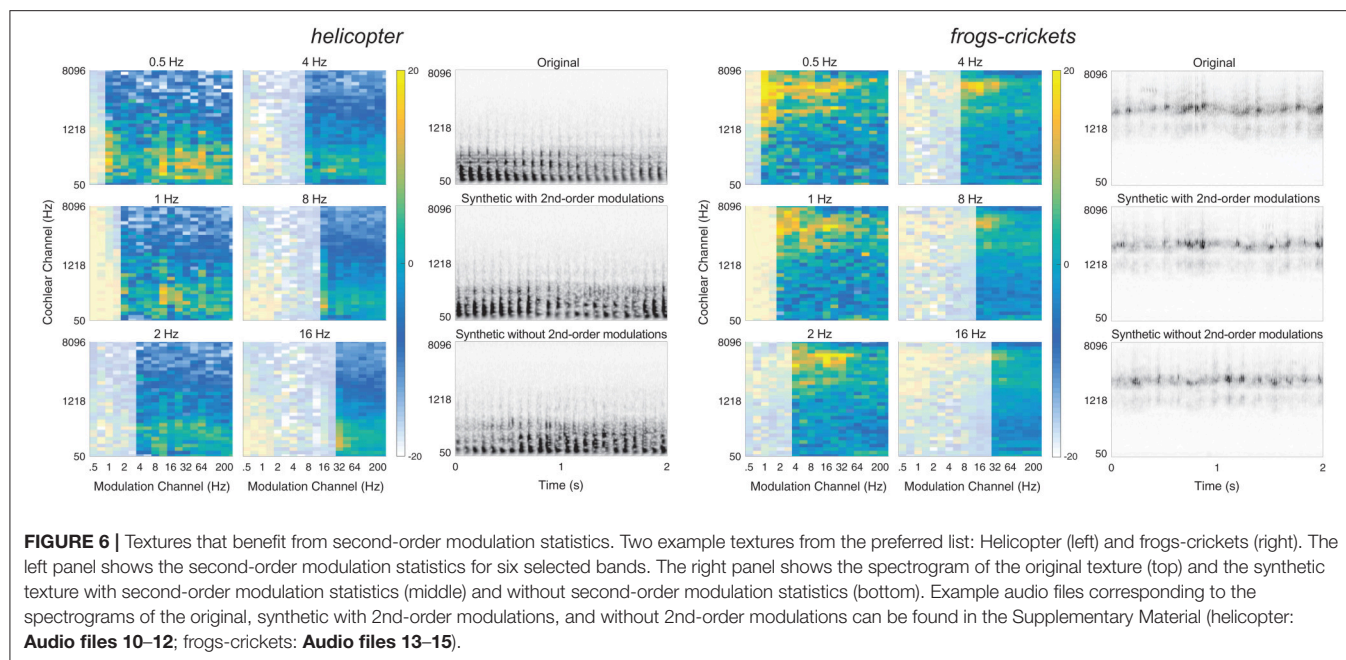 helicopter
frogs-crickets
0.5 Hz
4 Hz
Original
0.5 Hz
4 Hz
Original
8096
1218
50
20
8096
1218
50
8096
1218
50
20
8096
1218
50
1 Hz
8 Hz
Synthetic with 2nd-order modulations
1 Hz
8 Hz
Synthetic with 2nd-order modulations
Cochlear Channel (Hz)
8096
1218
50
0
8096
1218
50
Cochlear Channel (Hz)
8096
1218
50
0
8096
1218
50
2 Hz
16 Hz
Synthetic without 2nd-order modulations
2 Hz
16 Hz
Synthetic without 2nd-order modulations
8096
1218
50
-20
8096
1218
50
8096
1218
50
-20
8096
1218
50
.5 1 2 4 8 16 32 64 200
.5 1 2 4 8 16 32 64 200
0 1 2
.5 1 2 4 8 16 32 64 200
.5 1 2 4 8 16 32 64 200
0 1 2
Modulation Channel (Hz)
Modulation Channel (Hz)
Time (s)
Modulation Channel (Hz)
Modulation Channel (Hz)
Time (s)
FIGURE 6 | Textures that benefit from second-order modulation statistics. Two example textures from the preferred list: Helicopter (left) and frogs-crickets (right). The
left panel shows the second-order modulation statistics for six selected bands. The right panel shows the spectrogram of the original texture (top) and the synthetic
texture with second-order modulation statistics (middle) and without second-order modulation statistics (bottom). Example audio files corresponding to the
spectrograms of the original, synthetic with 2nd-order modulations, and without 2nd-order modulations can be found in the Supplementary Material (helicopter:
Audio files 10–12; frogs-crickets: Audio files 13–15).